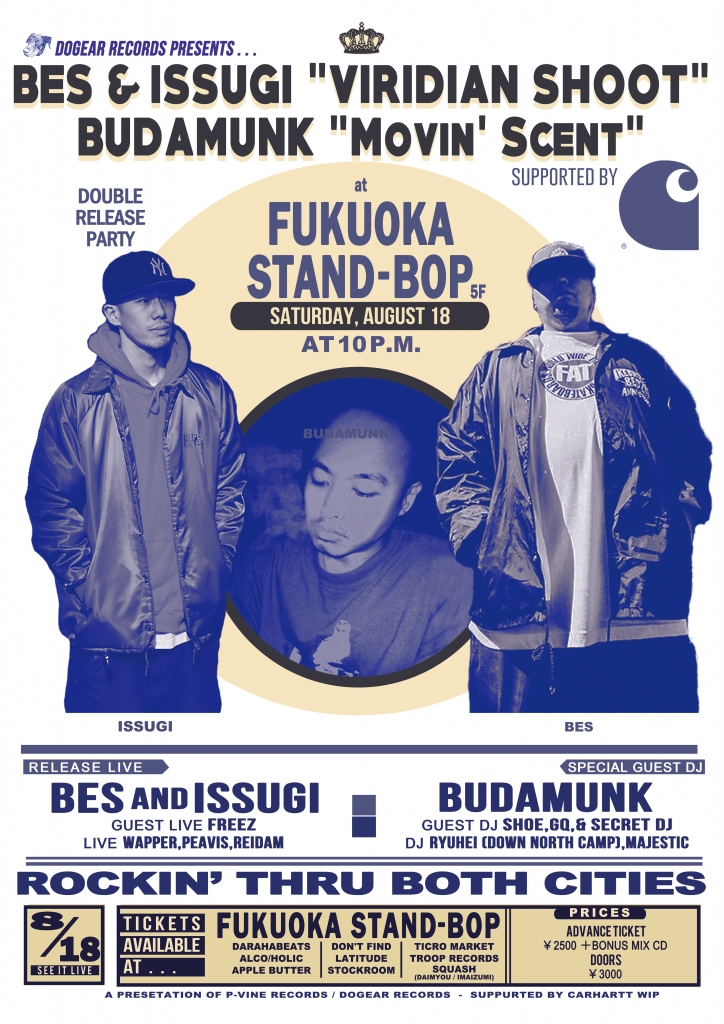 DOGEAR RECORDS PRESENTS . . .
BES & ISSUGI "VIRIDIAN SHOOT"
BUDAMUNK "MOVIN' SCENT"
SUPPORTED BY
®
DOUBLE
RELEASE
PARTY
at
FUKUOKA
STAND-BOP 5F
SATURDAY, AUGUST 18
AT 10 P.M.
NY
WORLD WIDE
FAT
BUDAMUNK
ISSUGI
BES
RELEASE LIVE
BES AND ISSUGI
GUEST LIVE FREEZ
LIVE WAPPER,PEAVIS,REIDAM
SPECIAL GUEST DJ
BUDAMUNK
GUEST DJ SHOE,GQ,& SECRET DJ
DJ RYUHEI (DOWN NORTH CAMP),MAJESTIC
ROCKIN' THRU BOTH CITIES
8/18
SEE IT LIVE
TICKETS
AVAILABLE
AT . . .
FUKUOKA STAND-BOP
DARAHABEATS
ALCO/HOLIC
APPLE BUTTER
DON'T FIND
LATITUDE
STOCKROOM
TICRO MARKET
TROOP RECORDS
SQUASH
(DAIMYOU / IMAIZUMI)
PRICES
ADVANCE TICKET
¥2500 +BONUS MIX CD
DOORS
¥3000
A PRESETATION OF P-VINE RECORDS / DOGEAR RECORDS - SUPPURTED BY CARHARTT WIP